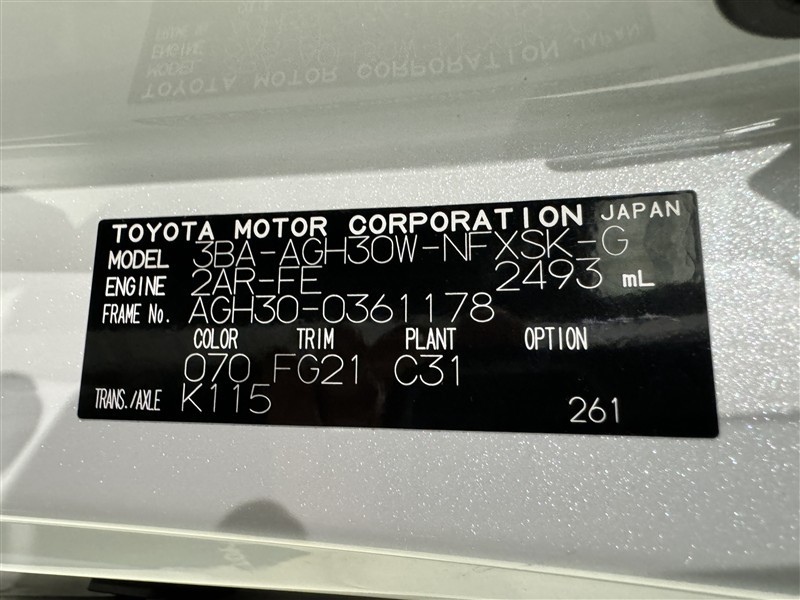 TOYOTA MOTOR CORPORATION JAPAN
MODEL 3BA-AGH30W-NFXSK-G
ENGINE 2AR-FE 2493 mL
FRAME No. AGH30-0361178
COLOR TRIM PLANT OPTION
070 FG21 C31
TRANS./AXLE K115
261